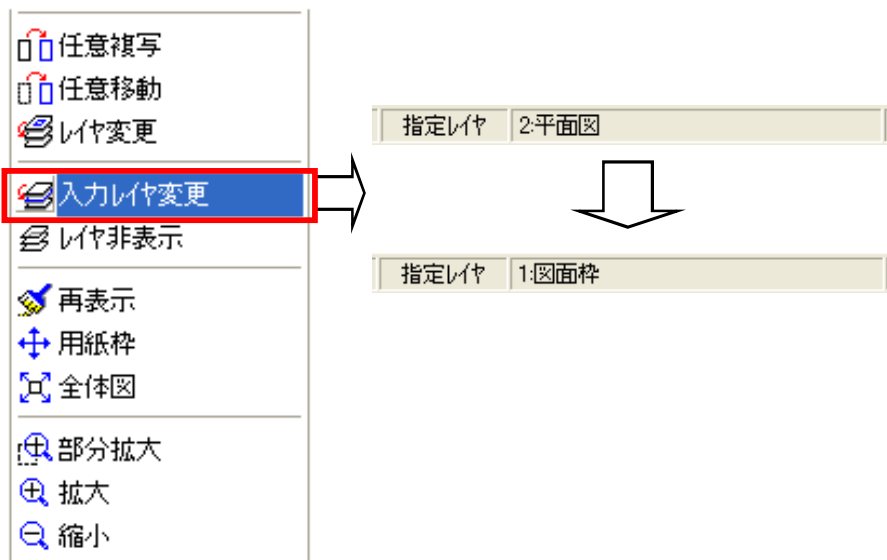 任意複写
任意移動
レイヤ変更
入力レイヤ変更
レイヤ非表示
再表示
用紙枠
全体図
部分拡大
拡大
縮小
指定レイヤ 2:平面図
指定レイヤ 1:図面枠